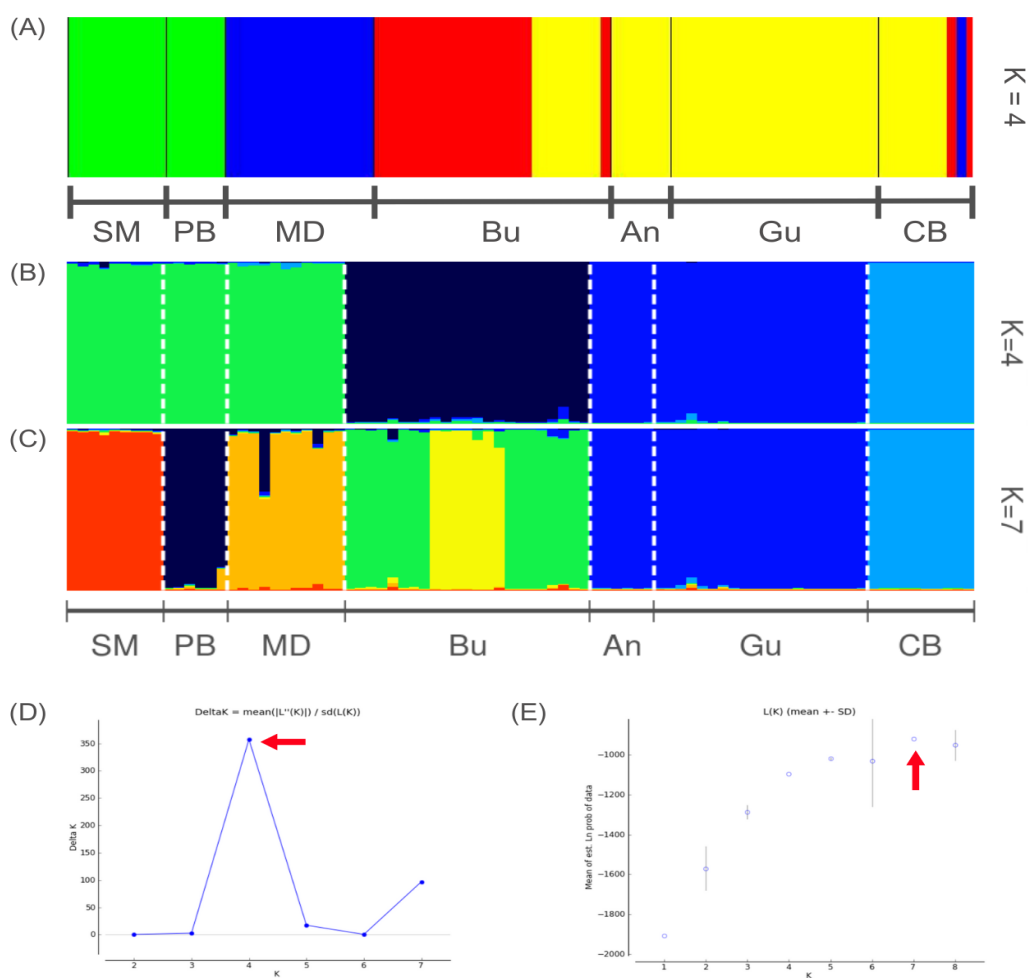 (A)
K = 4
SM PB MD Bu An Gu CB
(B)
K=4
(C)
K=7
SM PB MD Bu An Gu CB
(D)
DeltaK = mean(|L''(K)|) / sd(L(K))
Delta K
350
300
250
200
150
100
50
0
2 3 4 5 6 7
K
(E)
L(K) (mean +- SD)
Mean of est. Ln prob of data
−1000
−1200
−1400
−1600
−1800
−2000
1 2 3 4 5 6 7 8
K